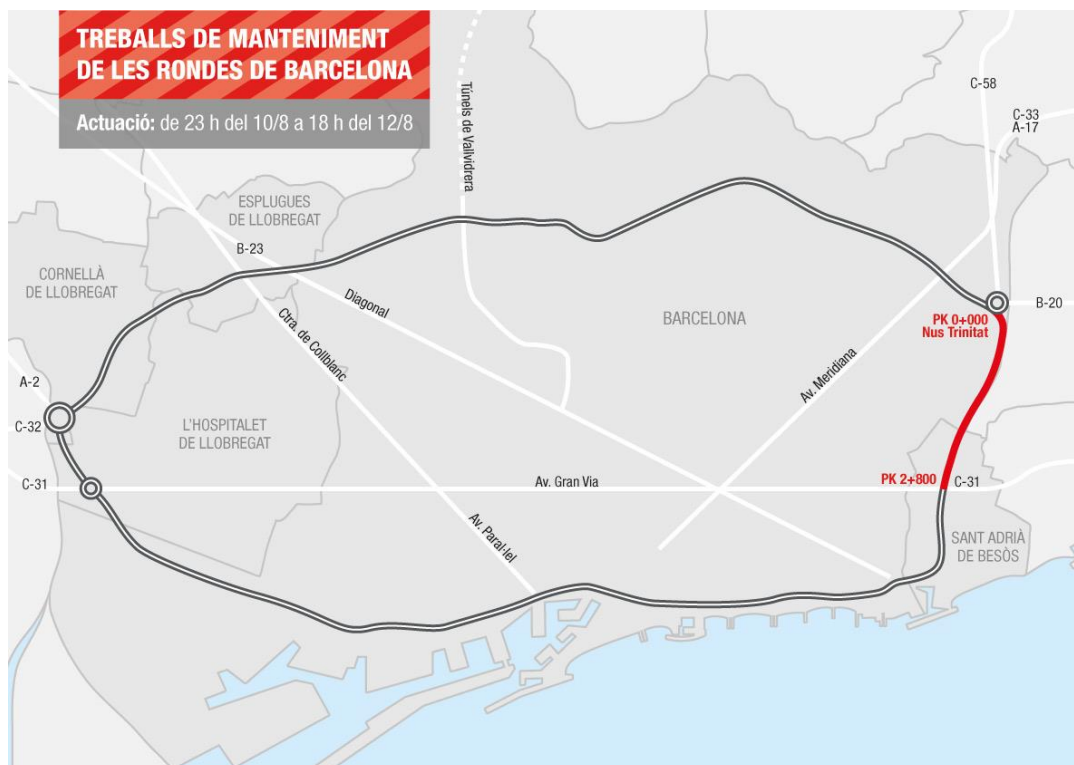 TREBALLS DE MANTENIMENT
DE LES RONDES DE BARCELONA
Actuació: de 23 h del 10/8 a 18 h del 12/8
Túnels de Vallvidrera
C-58
C-33
A-17
ESPLUGUES
DE LLOBREGAT
B-23
CORNELLÀ
DE LLOBREGAT
Diagonal
Ctra. de Collblanc
BARCELONA
B-20
PK 0+000
Nus Trinitat
Av. Meridiana
A-2
C-32
L'HOSPITALET
DE LLOBREGAT
C-31
Av. Gran Via
PK 2+800
C-31
Av. Paral·lel
SANT ADRIÀ
DE BESÒS